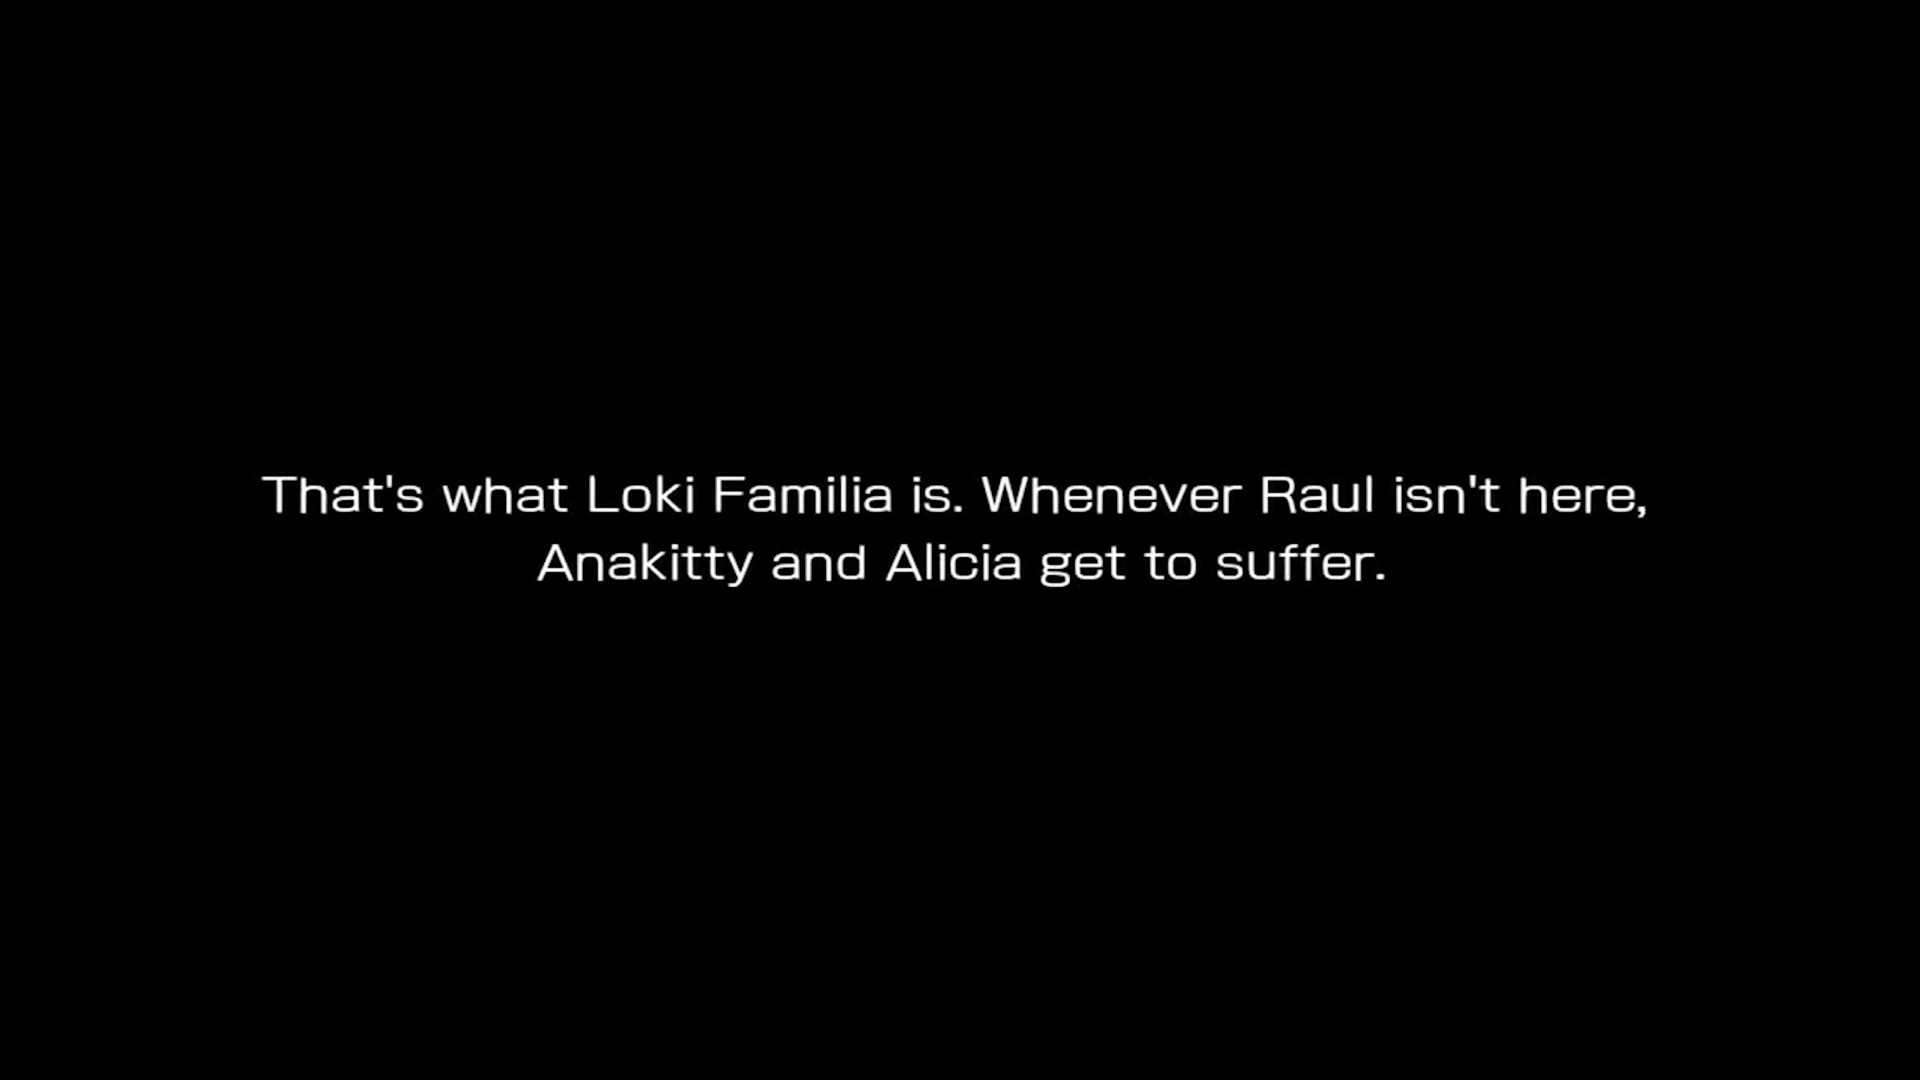 That's what Loki Familia is. Whenever Raul isn't here,
Anakitty and Alicia get to suffer.